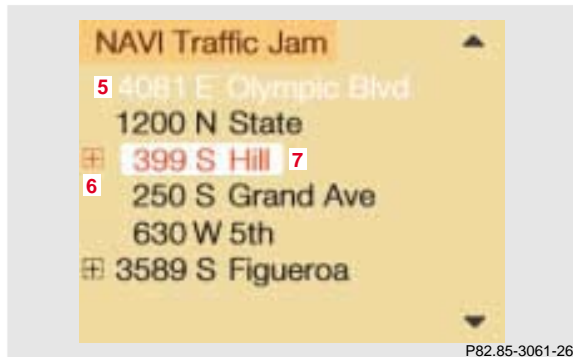 NAVI Traffic Jam
5 4081 E Olympic Blvd
1200 N State
399 S Hill 7
6
250 S Grand Ave
630 W 5th
3589 S Figueroa
P82.85-3061-26